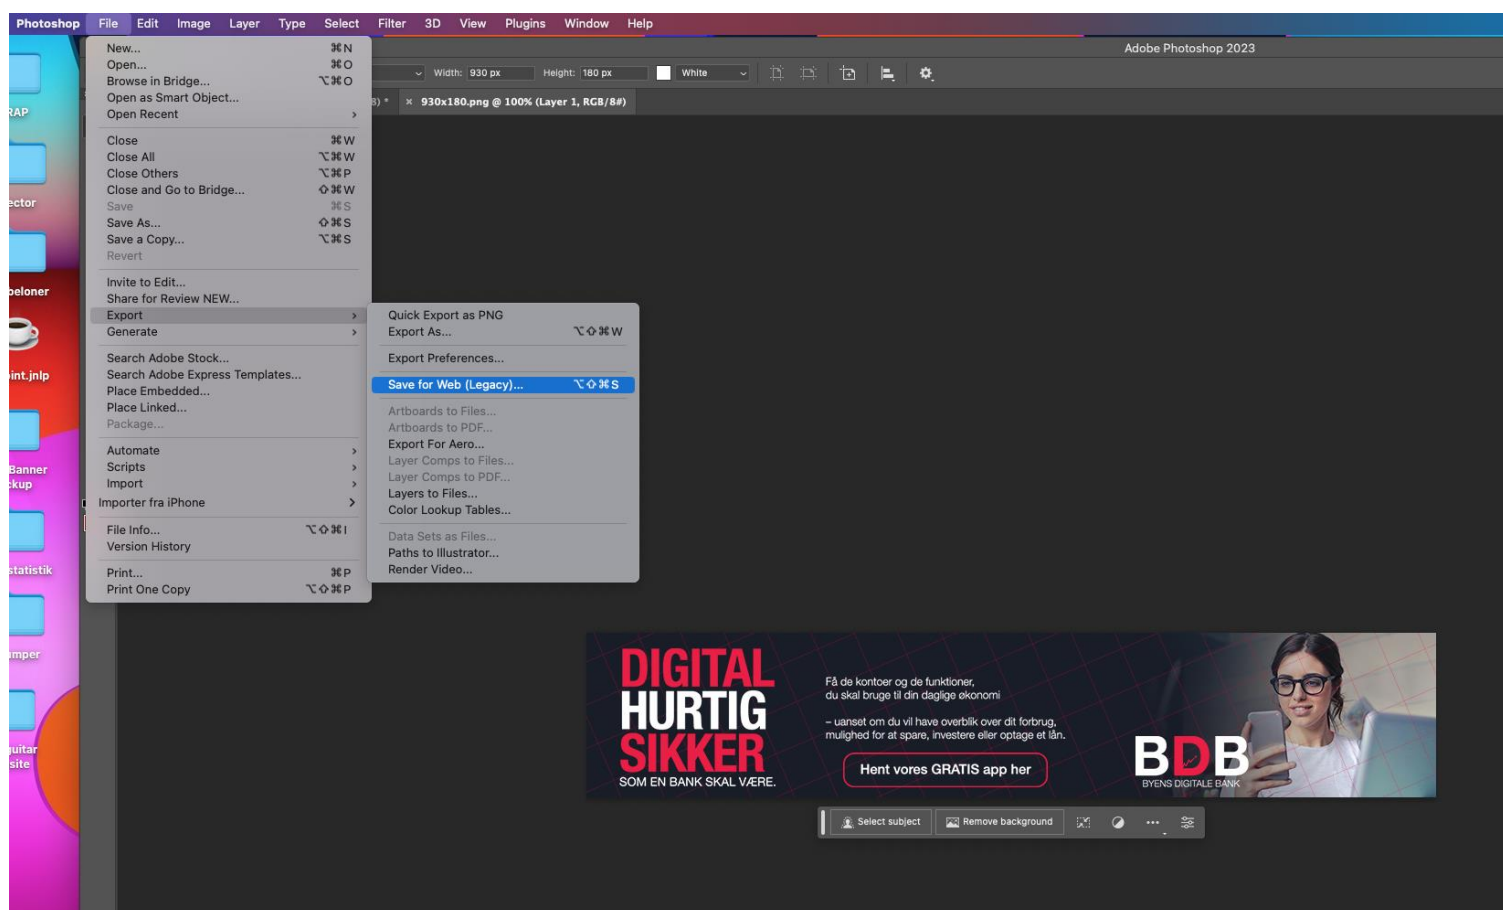 Photoshop File Edit Image Layer Type Select Filter 3D View Plugins Window Help
Adobe Photoshop 2023
Width: 930 px Height: 180 px White
8) * × 930x180.png @ 100% (Layer 1, RGB/8#)
New... ⌘N
Open... ⌘O
Browse in Bridge... ⌥⌘O
Open as Smart Object...
Open Recent >
Close ⌘W
Close All ⌥⌘W
Close Others ⌥⌘P
Close and Go to Bridge... ⇧⌘W
Save ⌘S
Save As... ⇧⌘S
Save a Copy... ⌥⌘S
Revert
Invite to Edit...
Share for Review NEW...
Export >
Generate >
Search Adobe Stock...
Search Adobe Express Templates...
Place Embedded...
Place Linked...
Package...
Automate >
Scripts >
Import >
Importer fra iPhone >
File Info... ⌥⇧⌘I
Version History
Print... ⌘P
Print One Copy ⌥⇧⌘P
Quick Export as PNG
Export As... ⌥⇧⌘W
Export Preferences...
Save for Web (Legacy)... ⌥⇧⌘S
Artboards to Files...
Artboards to PDF...
Export For Aero...
Layer Comps to Files...
Layer Comps to PDF...
Layers to Files...
Color Lookup Tables...
Data Sets as Files...
Paths to Illustrator...
Render Video...
RAP
ector
peloner
int.jnlp
Banner
ckup
statistik
mper
guitar
site
DIGITAL
HURTIG
SIKKER
SOM EN BANK SKAL VÆRE.
Få de kontoer og de funktioner,
du skal bruge til din daglige økonomi
– uanset om du vil have overblik over dit forbrug,
mulighed for at spare, investere eller optage et lån.
Hent vores GRATIS app her
BDB
BYENS DIGITALE BANK
Select subject Remove background